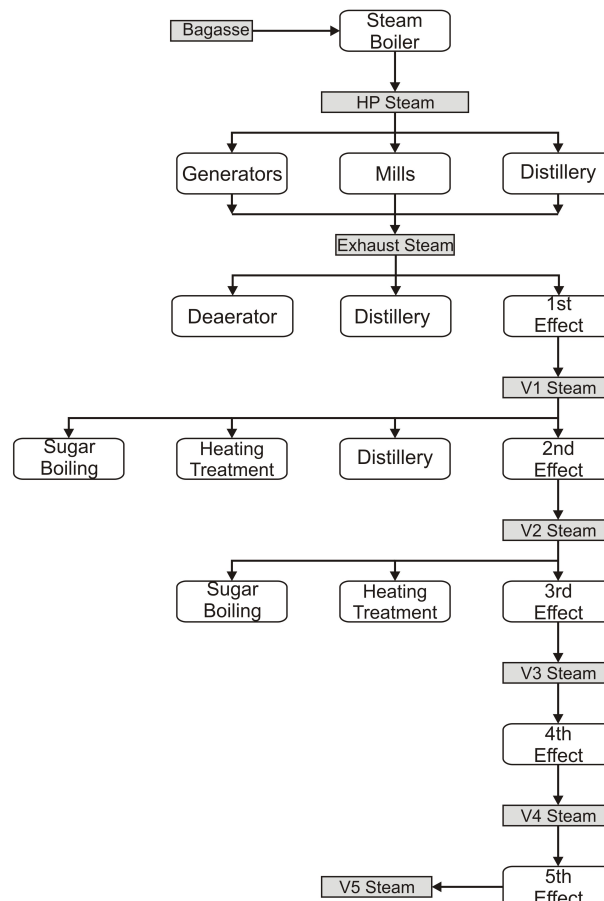 Bagasse
Steam
Boiler
HP Steam
Generators
Mills
Distillery
Exhaust Steam
Deaerator
Distillery
1st
Effect
V1 Steam
Sugar
Boiling
Heating
Treatment
Distillery
2nd
Effect
V2 Steam
Sugar
Boiling
Heating
Treatment
3rd
Effect
V3 Steam
4th
Effect
V4 Steam
V5 Steam
5th
Effect